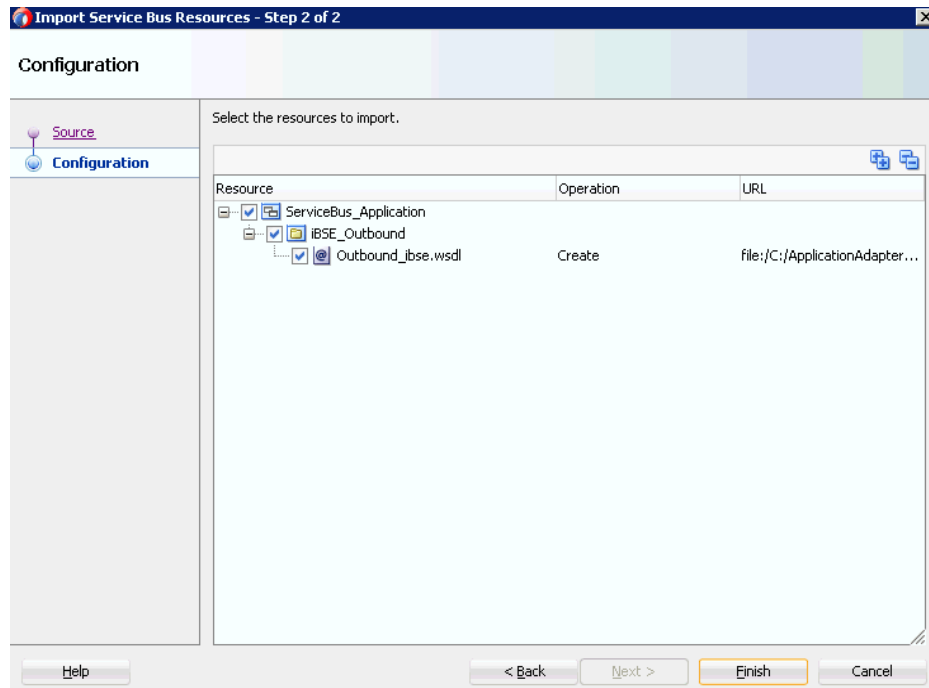 Import Service Bus Resources - Step 2 of 2
Configuration
Source
Configuration
Select the resources to import.
Resource Operation URL
ServiceBus_Application
iBSE_Outbound
Outbound_ibse.wsdl Create file:/C:/ApplicationAdapter...
Help < Back Next > Finish Cancel